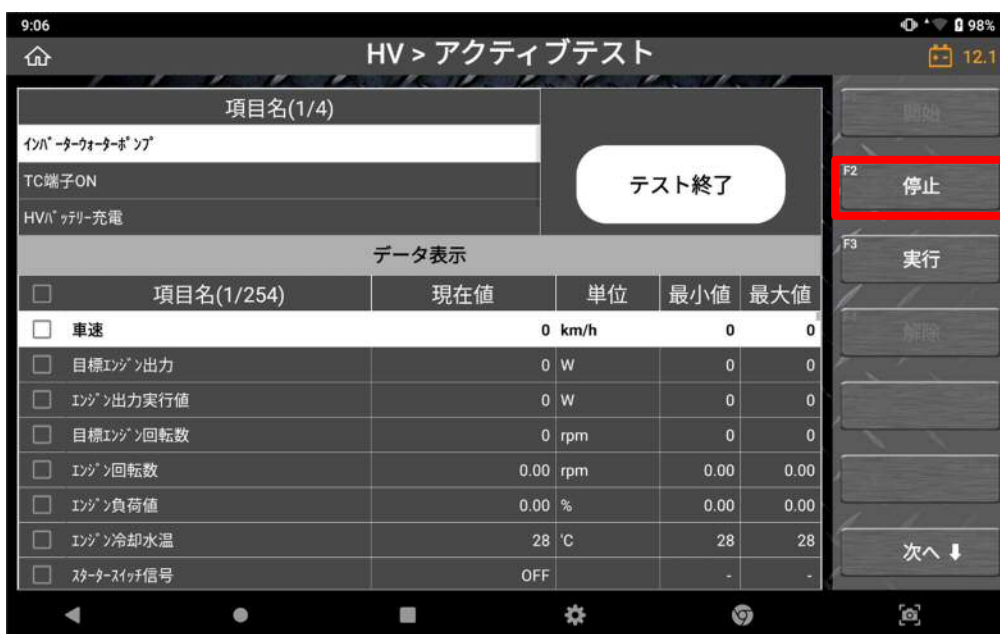 9:06 98%
HV > アクティブテスト 12.1
項目名(1/4)
ｲﾝﾊﾞｰﾀｰｳｫｰﾀｰﾎﾟﾝﾌﾟ
TC端子ON
HVﾊﾞｯﾃﾘｰ充電
テスト終了
データ表示
項目名(1/254) 現在値 単位 最小値 最大値
車速 0 km/h 0 0
目標ｴﾝｼﾞﾝ出力 0 W 0 0
ｴﾝｼﾞﾝ出力実行値 0 W 0 0
目標ｴﾝｼﾞﾝ回転数 0 rpm 0 0
ｴﾝｼﾞﾝ回転数 0.00 rpm 0.00 0.00
ｴﾝｼﾞﾝ負荷値 0.00 % 0.00 0.00
ｴﾝｼﾞﾝ冷却水温 28 ℃ 28 28
ｽﾀｰﾀｰｽｲｯﾁ信号 OFF - -
開始
F2 停止
F3 実行
F4 解除
次へ ⬇